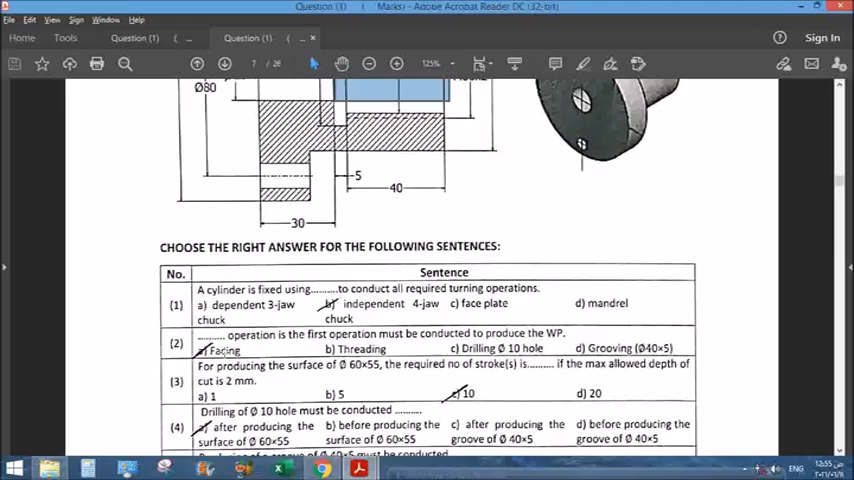 Question (1)    ( Marks) - Adobe Acrobat Reader DC (32-bit)
File Edit View Sign Window Help
Home Tools Question (1) (... Question (1) (... × Sign In
7 / 26 125%
Ø80
5
40
30
CHOOSE THE RIGHT ANSWER FOR THE FOLLOWING SENTENCES:
No. Sentence
(1) A cylinder is fixed using..........to conduct all required turning operations.
a) dependent 3-jaw chuck b) independent 4-jaw chuck c) face plate d) mandrel
(2) .......... operation is the first operation must be conducted to produce the WP.
a) Facing b) Threading c) Drilling Ø 10 hole d) Grooving (Ø40×5)
(3) For producing the surface of Ø 60×55, the required no of stroke(s) is.......... if the max allowed depth of
cut is 2 mm.
a) 1 b) 5 c) 10 d) 20
(4) Drilling of Ø 10 hole must be conducted ..........
a) after producing the surface of Ø 60×55 b) before producing the surface of Ø 60×55 c) after producing the groove of Ø 40×5 d) before producing the groove of Ø 40×5
ENG 12:55 ص